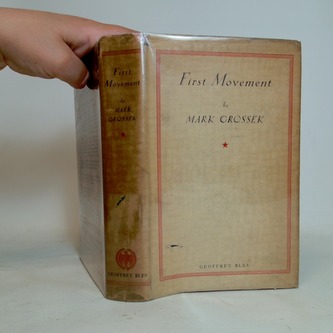 First
Movement
by
MARK
GROSSEK
GEOFFREY BLES
First Movement
by
MARK GROSSEK
GEOFFREY BLES